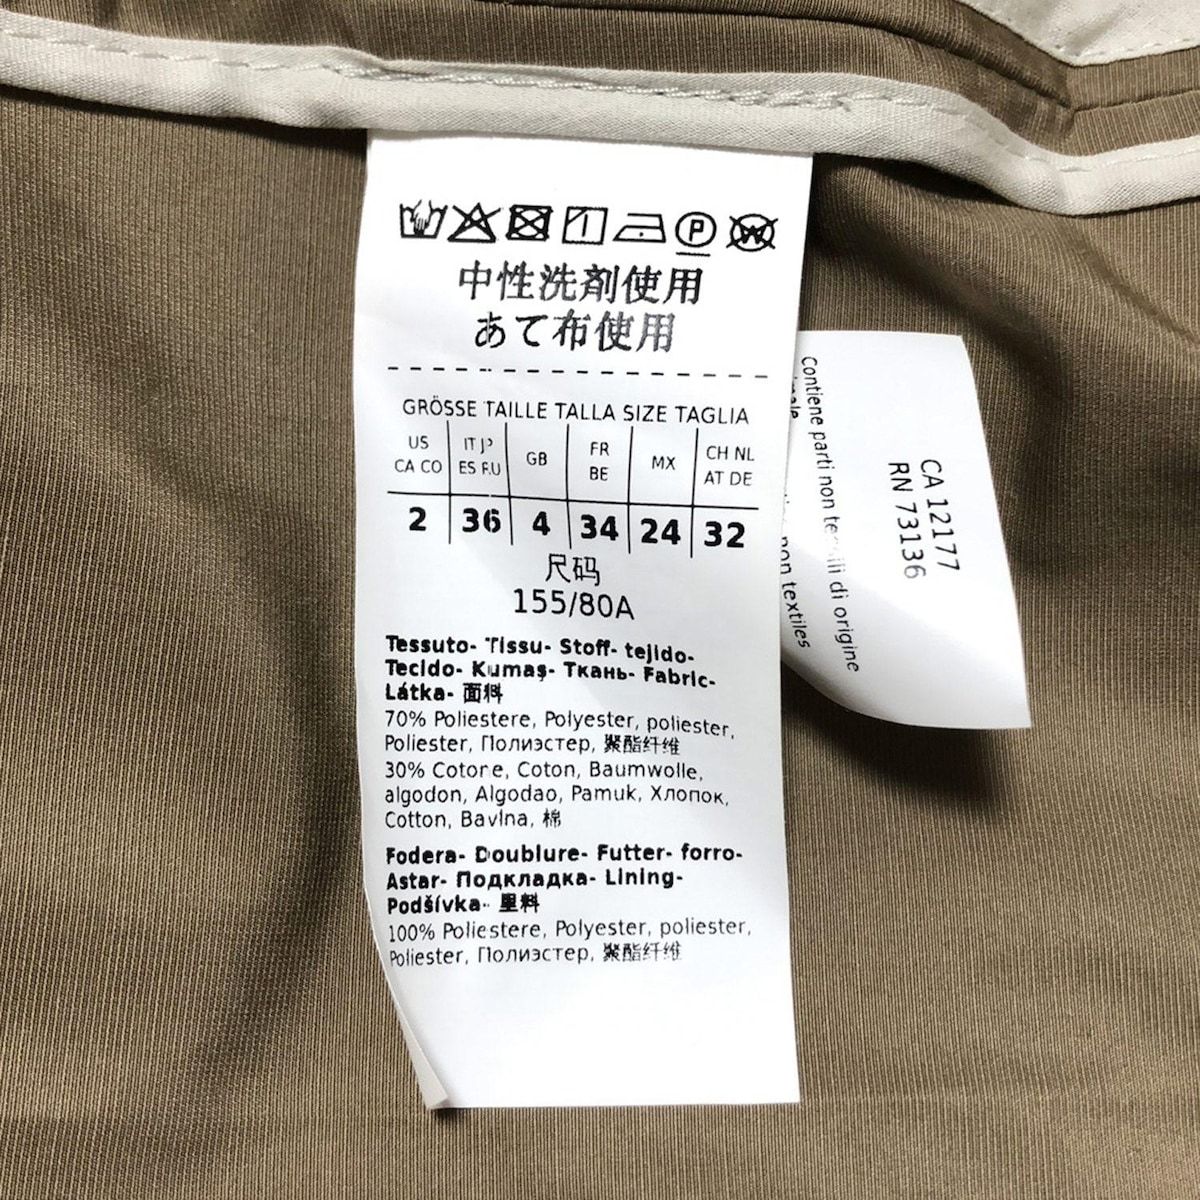 中性洗剤使用
あて布使用
GRÖSSE TAILLE TALLA SIZE TAGLIA
US CA CO
IT JP ES RU
GB
FR BE
MX
CH NL AT DE
2 36 4 34 24 32
尺码
155/80A
Tessuto- Tissu- Stoff- tejido-
Tecido- Kumaş- Ткань- Fabric-
Látka- 面料
70% Poliestere, Polyester, poliester,
Poliester, Полиэстер, 聚酯纤维
30% Cotone, Coton, Baumwolle,
algodon, Algodao, Pamuk, Хлопок,
Cotton, Bavlna, 棉
Fodera- Doublure- Futter- forro-
Astar- Подкладка- Lining-
Podšívka- 里料
100% Poliestere, Polyester, poliester,
Poliester, Полиэстер, 聚酯纤维
CA 12177
RN 73136
Contiene parti non tessili di origine
non textiles